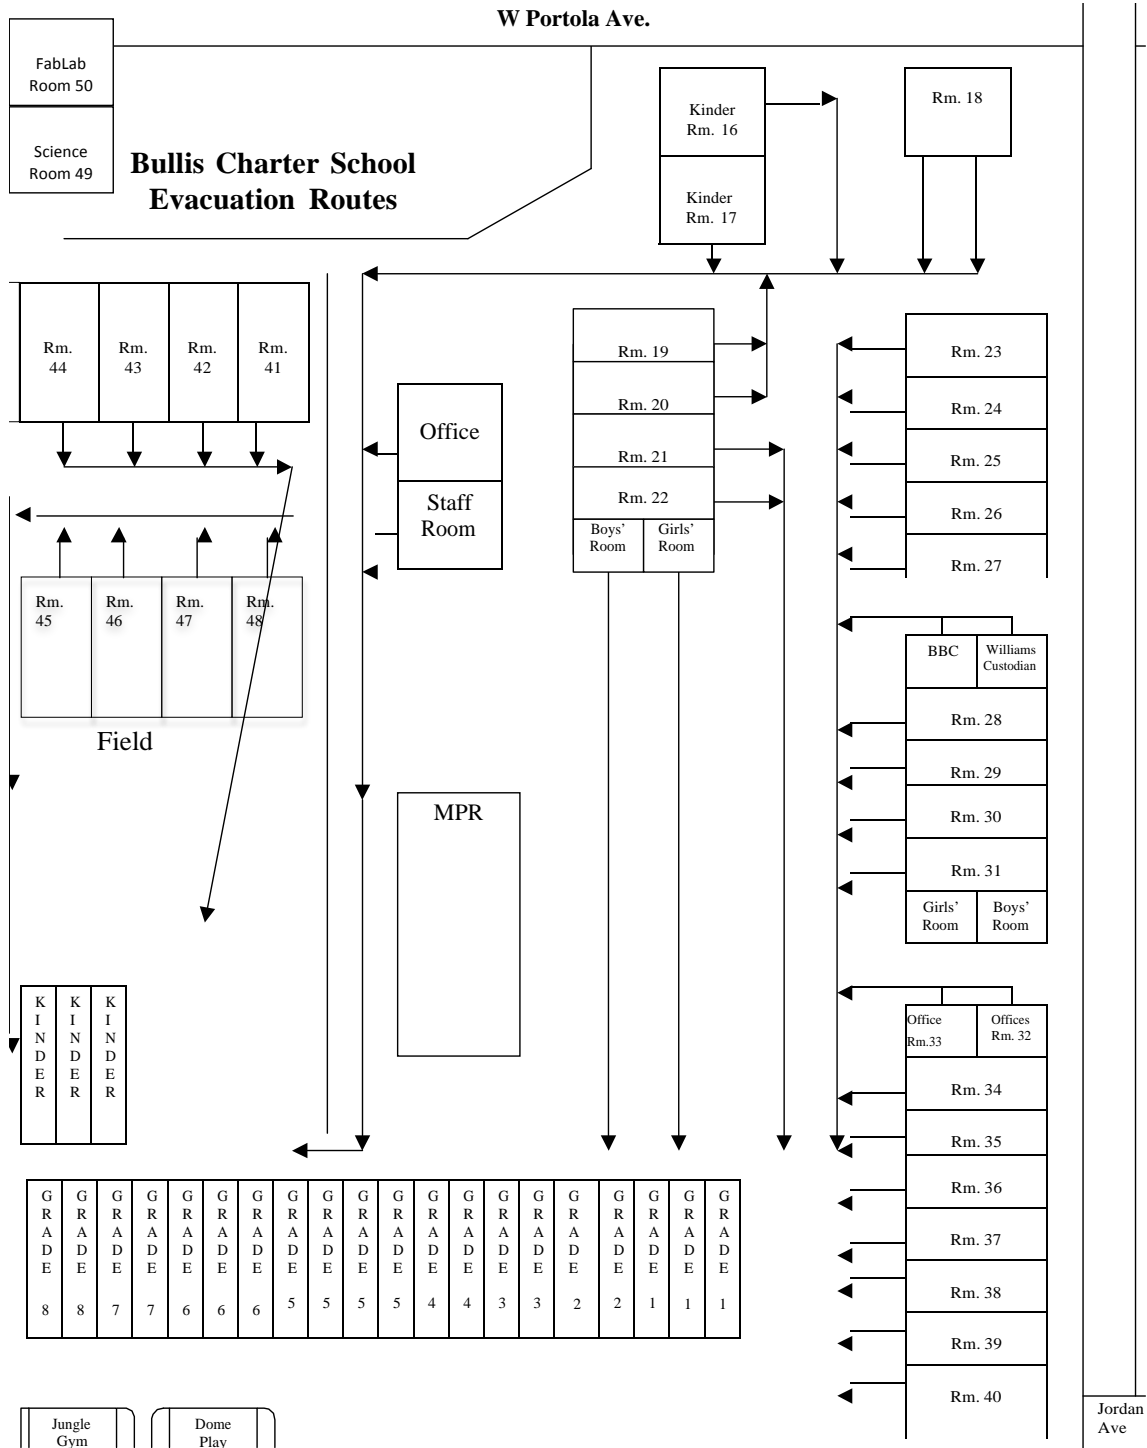 W Portola Ave.
FabLab
Room 50
Science
Room 49
Bullis Charter School
Evacuation Routes
Kinder
Rm. 16
Kinder
Rm. 17
Rm. 18
Rm.
44
Rm.
43
Rm.
42
Rm.
41
Office
Staff
Room
Rm. 19
Rm. 20
Rm. 21
Rm. 22
Boys’
Room
Girls’
Room
Rm. 23
Rm. 24
Rm. 25
Rm. 26
Rm. 27
Rm.
45
Rm.
46
Rm.
47
Rm.
48
Field
BBC
Williams
Custodian
Rm. 28
Rm. 29
Rm. 30
Rm. 31
Girls’
Room
Boys’
Room
MPR
KINDER
KINDER
KINDER
Office
Rm.33
Offices
Rm. 32
Rm. 34
Rm. 35
Rm. 36
Rm. 37
Rm. 38
Rm. 39
Rm. 40
GRADE 8
GRADE 8
GRADE 7
GRADE 7
GRADE 6
GRADE 6
GRADE 6
GRADE 5
GRADE 5
GRADE 5
GRADE 5
GRADE 4
GRADE 4
GRADE 3
GRADE 3
GRADE 2
GRADE 2
GRADE 1
GRADE 1
GRADE 1
Jungle
Gym
Dome
Play
Jordan
Ave